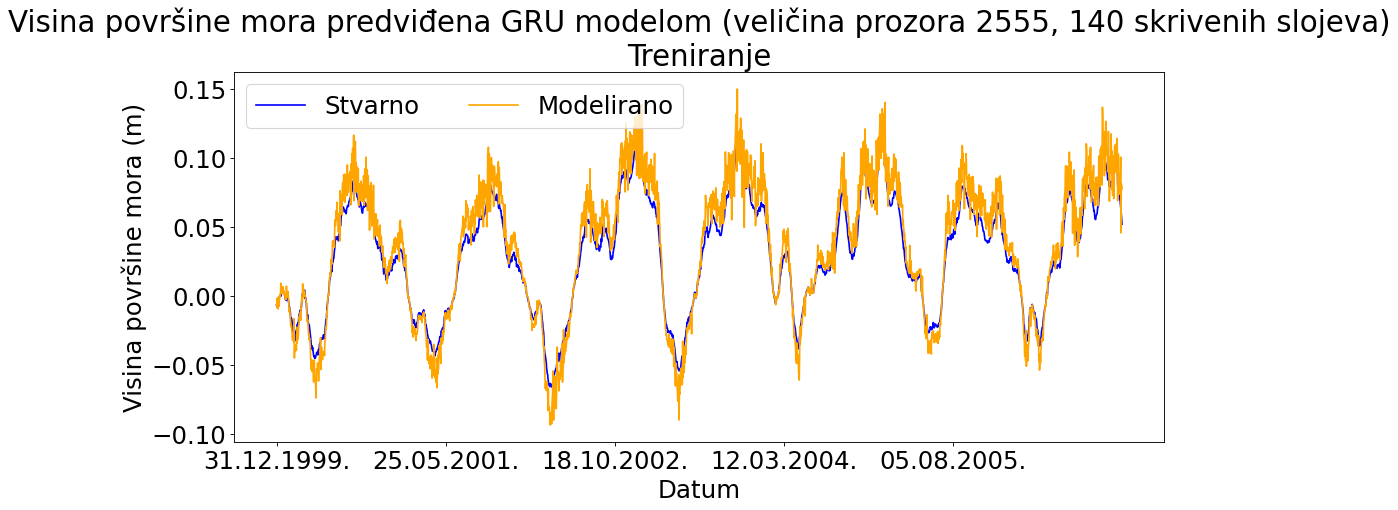 Visina površine mora predviđena GRU modelom (veličina prozora 2555, 140 skrivenih slojeva)
Treniranje
Stvarno
Modelirano
Visina površine mora (m)
0.15
0.10
0.05
0.00
−0.05
−0.10
31.12.1999.
25.05.2001.
18.10.2002.
12.03.2004.
05.08.2005.
Datum